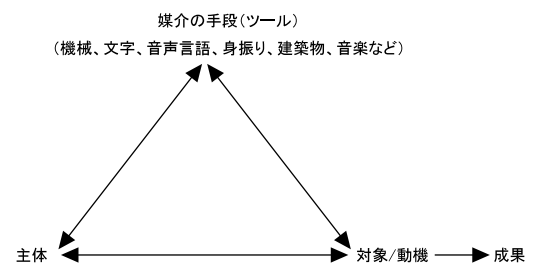 媒介の手段(ツール)
(機械、文字、音声言語、身振り、建築物、音楽など)
主体
対象/動機
成果